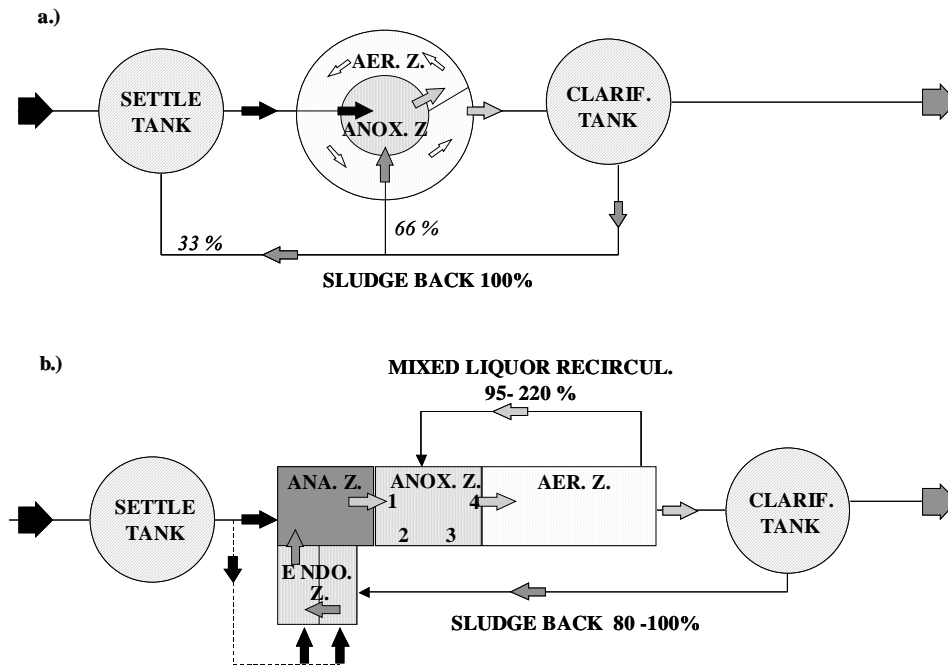 a.)
AER. Z.
SETTLE
TANK
CLARIF.
TANK
ANOX. Z
33 %
66 %
SLUDGE BACK 100%
b.)
MIXED LIQUOR RECIRCUL.
95- 220 %
SETTLE
TANK
ANA. Z.
ANOX. Z.
AER. Z.
1
4
2
3
CLARIF.
TANK
E NDO.
Z.
SLUDGE BACK 80 -100%